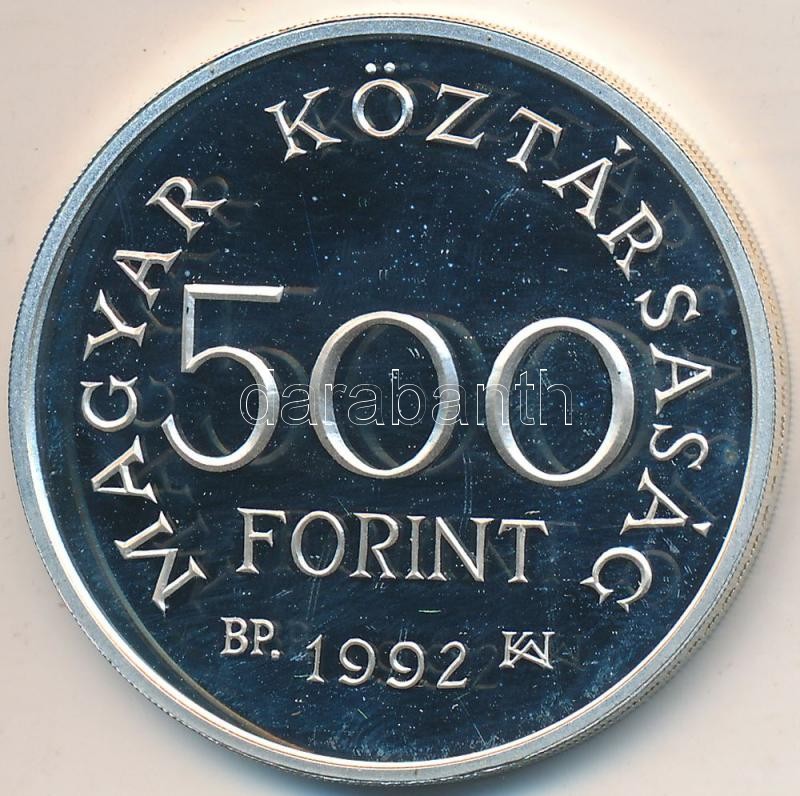 MAGYAR KÖZTÁRSASÁG
500
darabanth
FORINT
BP. 1992